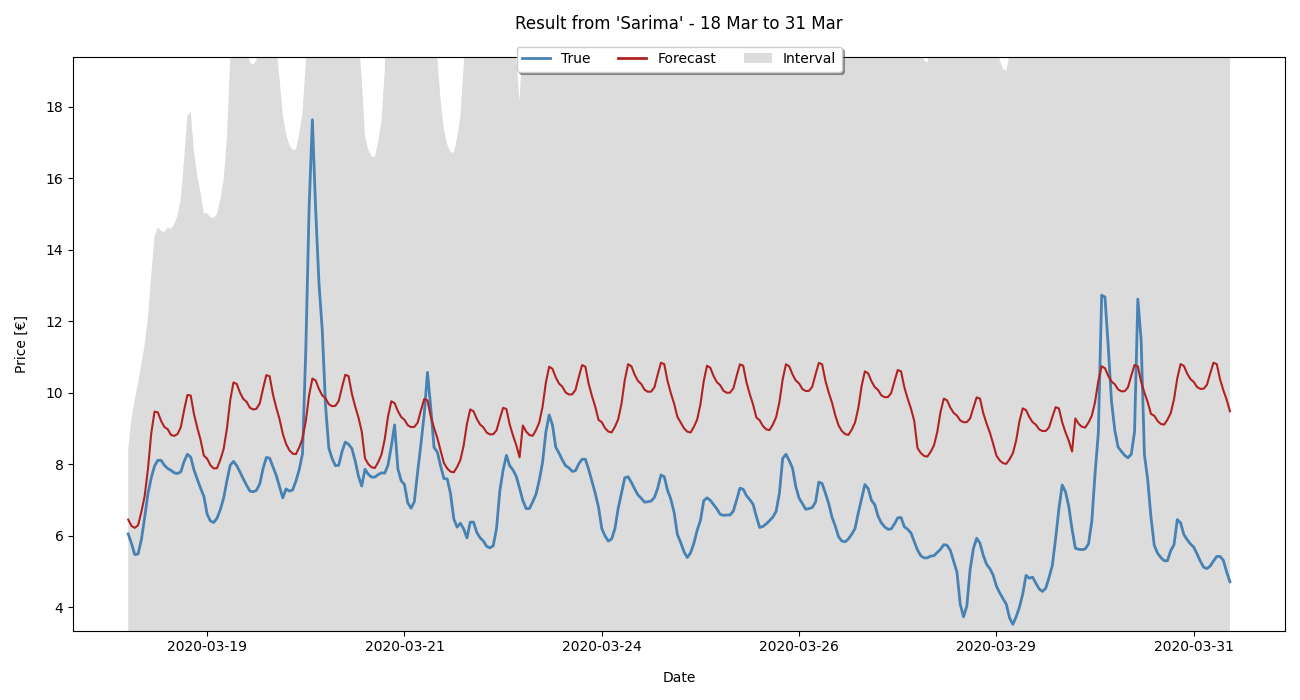 Result from 'Sarima' - 18 Mar to 31 Mar
True Forecast Interval
Price [€]
18
16
14
12
10
8
6
4
2020-03-19 2020-03-21 2020-03-24 2020-03-26 2020-03-29 2020-03-31
Date